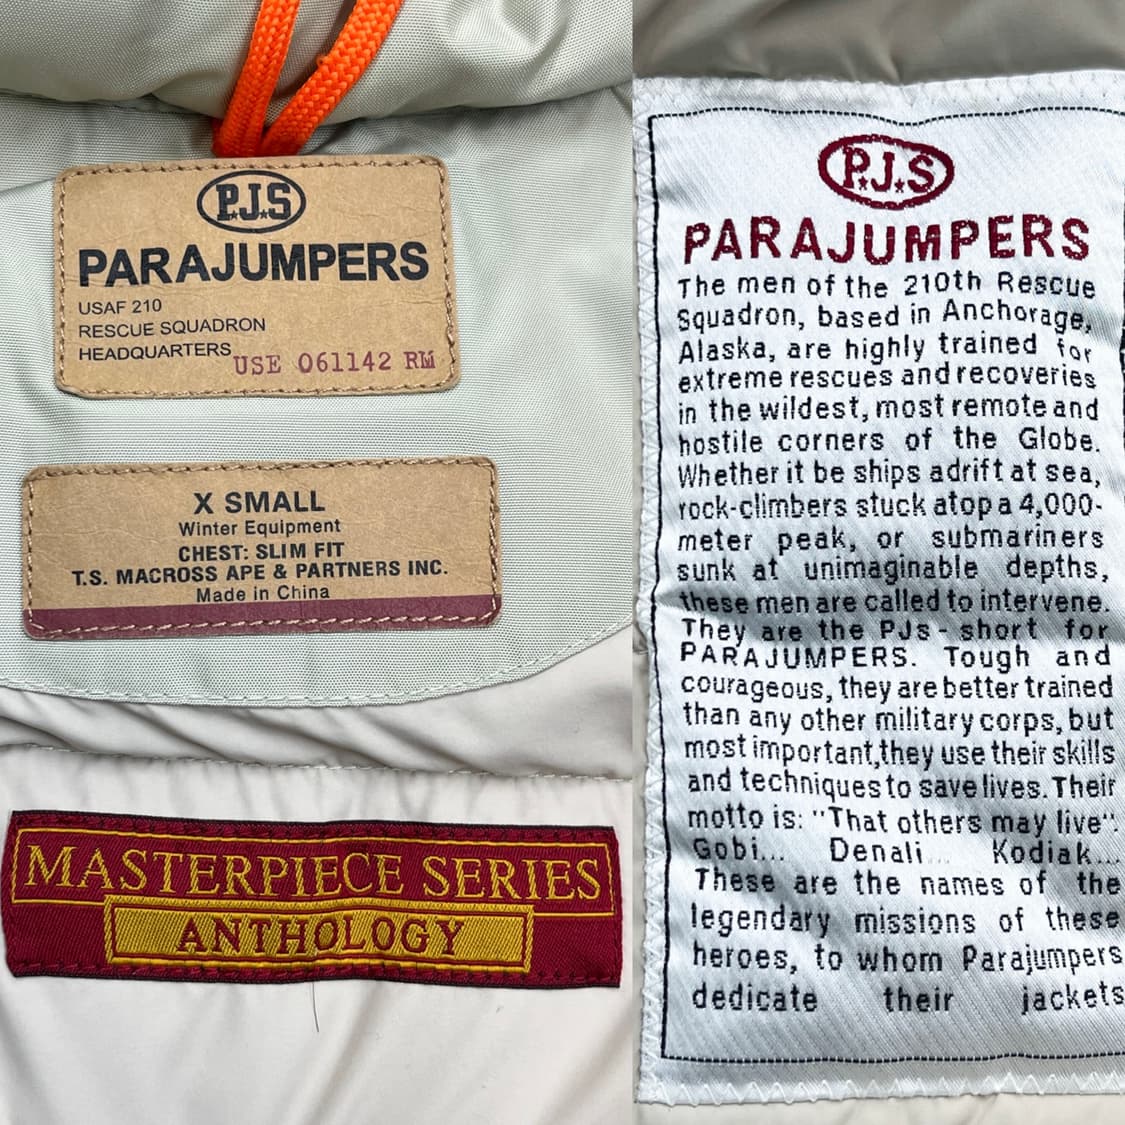 P.J.S
PARAJUMPERS
USAF 210
RESCUE SQUADRON
HEADQUARTERS
USE 061142 RM
X SMALL
Winter Equipment
CHEST: SLIM FIT
T.S. MACROSS APE & PARTNERS INC.
Made in China
MASTERPIECE SERIES
ANTHOLOGY
P.J.S
PARAJUMPERS
The men of the 210th Rescue
Squadron, based in Anchorage,
Alaska, are highly trained for
extreme rescues and recoveries
in the wildest, most remote and
hostile corners of the Globe.
Whether it be ships adrift at sea,
rock-climbers stuck atop a 4,000-
meter peak, or submariners
sunk at unimaginable depths,
these men are called to intervene.
They are the PJs - short for
PARAJUMPERS. Tough and
courageous, they are better trained
than any other military corps, but
most important,they use their skills
and techniques to save lives. Their
motto is: "That others may live".
Gobi... Denali... Kodiak...
These are the names of the
legendary missions of these
heroes, to whom Parajumpers
dedicate their jackets